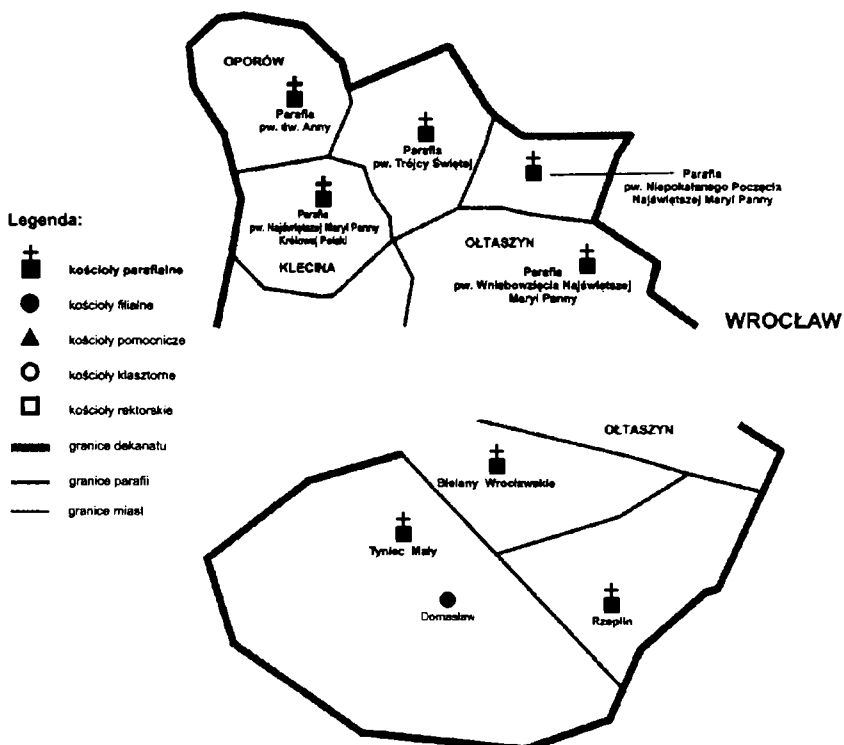 OPORÓW
Parafia
pw. św. Anny
Parafia
pw. Trójcy Świętej
Parafia
pw. Niepokalanego Poczęcia
Najświętszej Maryi Panny
Parafia
pw. Najświętszej Maryi Panny
Królowej Polski
KLECINA
OŁTASZYN
Parafia
pw. Wniebowzięcia Najświętszej
Maryi Panny
WROCŁAW
Legenda:
kościoły parafialne
kościoły filialne
kościoły pomocnicze
kościoły klasztorne
kościoły rektorskie
granice dekanatu
granice parafii
granice miast
OŁTASZYN
Bielany Wrocławskie
Tyniec Mały
Domasław
Rzeplin